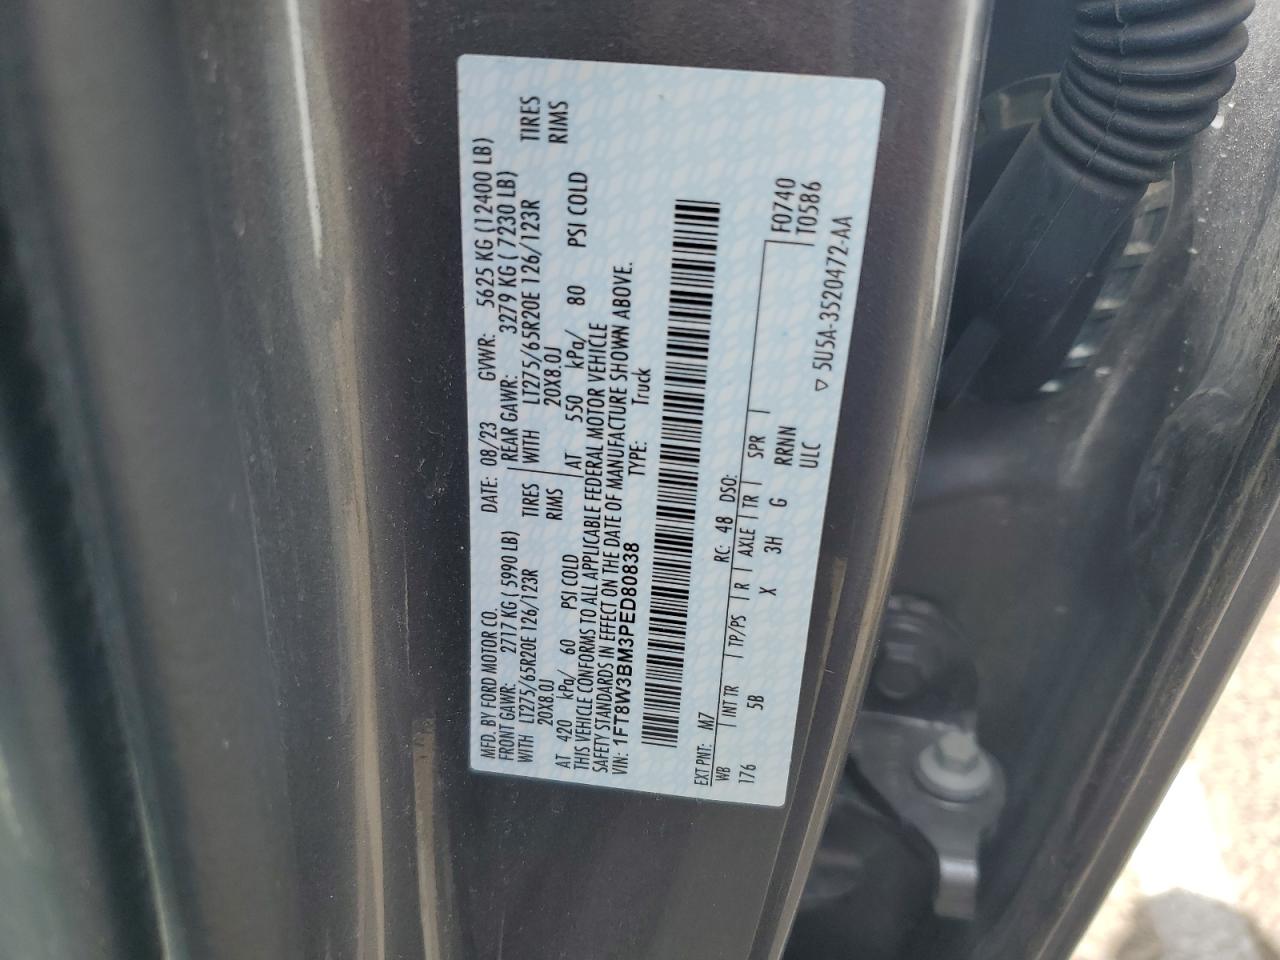 MFD. BY FORD MOTOR CO. DATE: 08/23 GVWR: 5625 KG (12400 LB)
FRONT GAWR: 2717 KG ( 5990 LB) REAR GAWR: 3279 KG ( 7230 LB)
WITH LT275/65R20E 126/123R TIRES WITH LT275/65R20E 126/123R TIRES
20X8.0J RIMS 20X8.0J RIMS
AT 420 kPa/ 60 PSI COLD AT 550 kPa/ 80 PSI COLD
THIS VEHICLE CONFORMS TO ALL APPLICABLE FEDERAL MOTOR VEHICLE
SAFETY STANDARDS IN EFFECT ON THE DATE OF MANUFACTURE SHOWN ABOVE.
VIN: 1FT8W3BM3PED80838 TYPE: Truck
EXT PNT: M7 RC: 48 DSO: F0740
WB INT TR TP/PS R AXLE TR SPR T0586
176 5B X 3H G RRNN
ULC
▽ 5U5A-3520472-AA